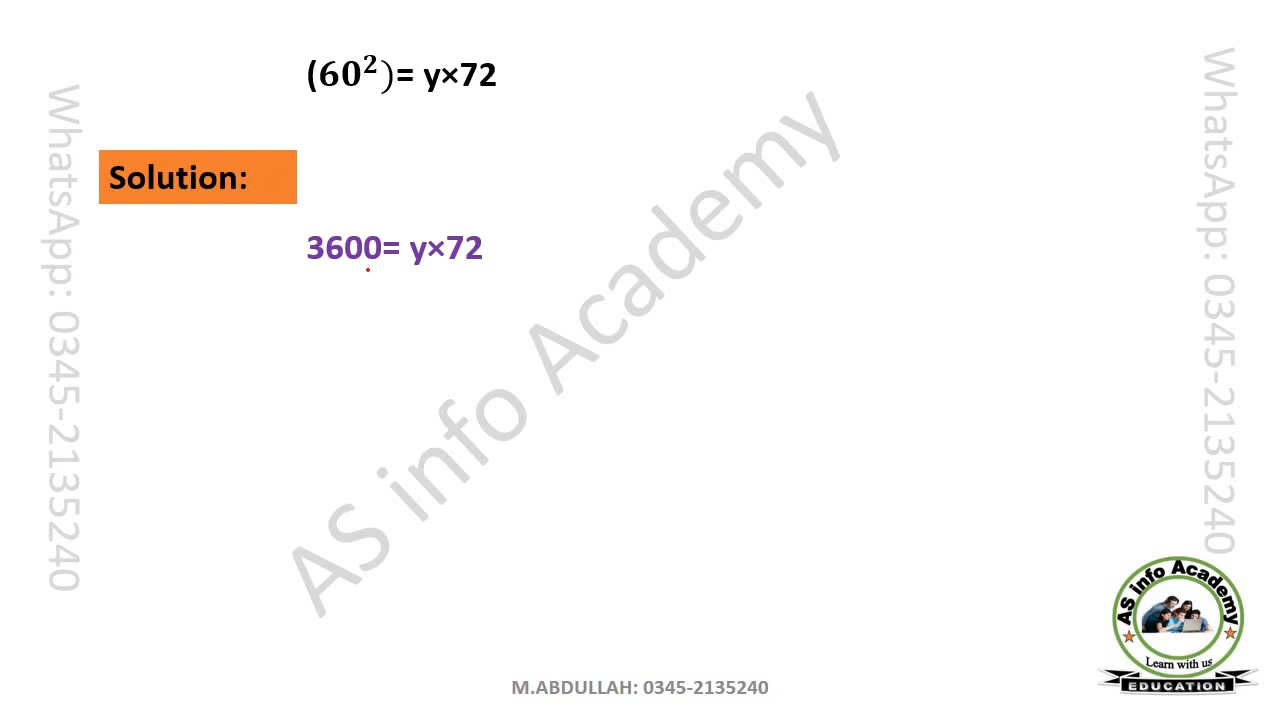 (𝟔𝟎²)= y×72
Solution:
3600= y×72
AS info Academy
WhatsApp: 0345-2135240
WhatsApp: 0345-2135240
AS info Academy
Learn with us
EDUCATION
M.ABDULLAH: 0345-2135240